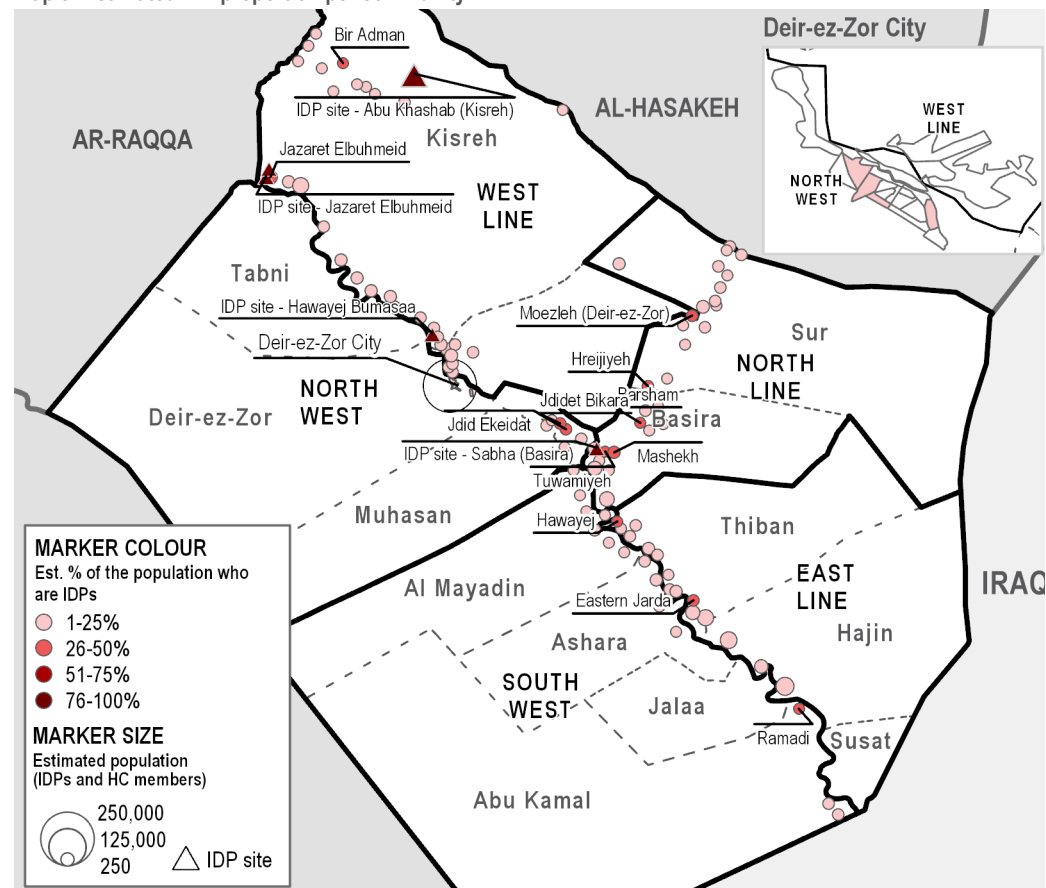 Deir-ez-Zor City
Bir Adman
IDP site - Abu Khashab (Kisreh)
AL-HASAKEH
WEST
LINE
AR-RAQQA
Kisreh
Jazaret Elbuhmeid
NORTH
WEST
WEST
LINE
IDP site - Jazaret Elbuhmeid
Tabni
IDP site - Hawayej Bumasaa
Moezleh (Deir-ez-Zor)
Sur
Deir-ez-Zor City
Hreijiyeh
NORTH
LINE
NORTH
WEST
Jdidet Bikara
Barsham
Deir-ez-Zor
Jdid Ekeidat
Basira
IDP site - Sabha (Basira)
Mashekh
Tuwamiyeh
Muhasan
Hawayej
Thiban
MARKER COLOUR
Est. % of the population who
are IDPs
1-25%
26-50%
51-75%
76-100%
MARKER SIZE
Estimated population
(IDPs and HC members)
250,000
125,000
250
IDP site
Al Mayadin
EAST
LINE
IRAQ
Eastern Jarda
Ashara
Hajin
SOUTH
WEST
Jalaa
Ramadi
Susat
Abu Kamal